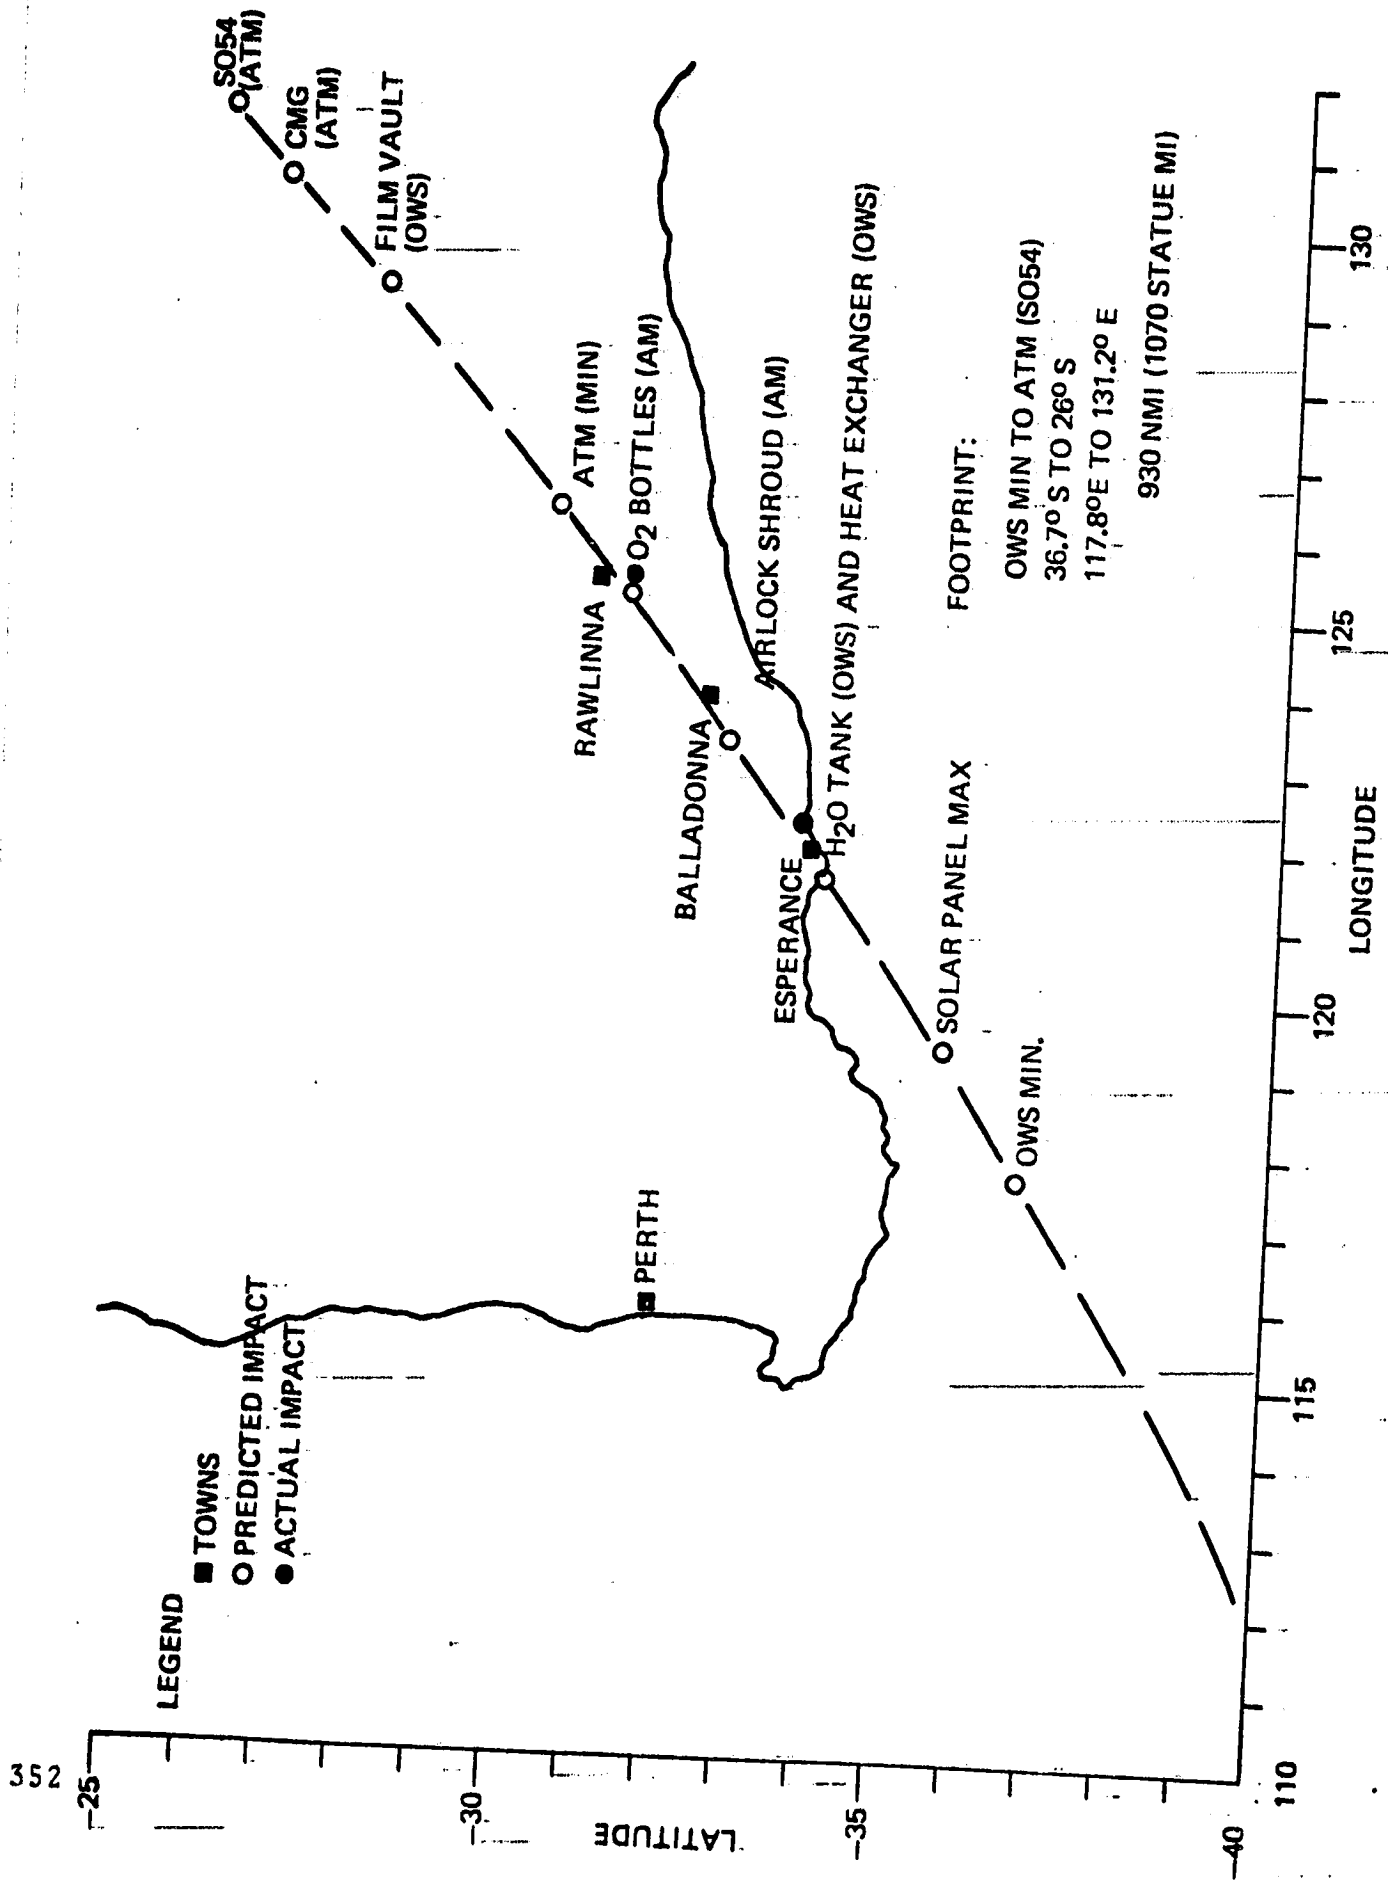 352
LEGEND
■ TOWNS
○ PREDICTED IMPACT
● ACTUAL IMPACT
SO54
(ATM)
CMG
(ATM)
FILM VAULT
(OWS)
ATM (MIN)
O2 BOTTLES (AM)
RAWLINNA
BALLADONNA
AIRLOCK SHROUD (AM)
ESPERANCE
H2O TANK (OWS) AND HEAT EXCHANGER (OWS)
SOLAR PANEL MAX
OWS MIN.
PERTH
FOOTPRINT:
OWS MIN TO ATM (SO54)
36.7° S TO 26° S
117.8° E TO 131.2° E
930 NMI (1070 STATUE MI)
LATITUDE
-25
-30
-35
-40
110
115
120
125
130
LONGITUDE